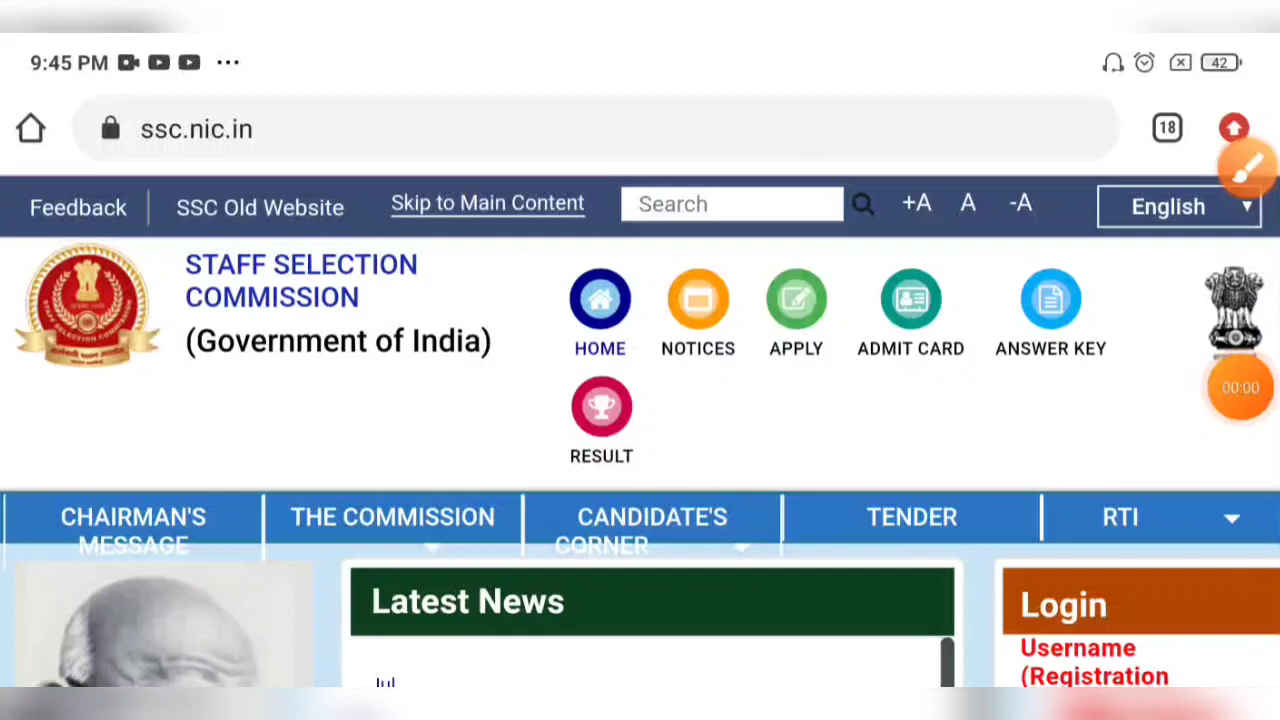 9:45 PM
42
ssc.nic.in
18
Feedback
SSC Old Website
Skip to Main Content
Search
+A
A
-A
English
STAFF SELECTION
COMMISSION
(Government of India)
HOME
NOTICES
APPLY
ADMIT CARD
ANSWER KEY
00:00
RESULT
CHAIRMAN'S
MESSAGE
THE COMMISSION
CANDIDATE'S
CORNER
TENDER
RTI
Latest News
Login
Username
(Registration